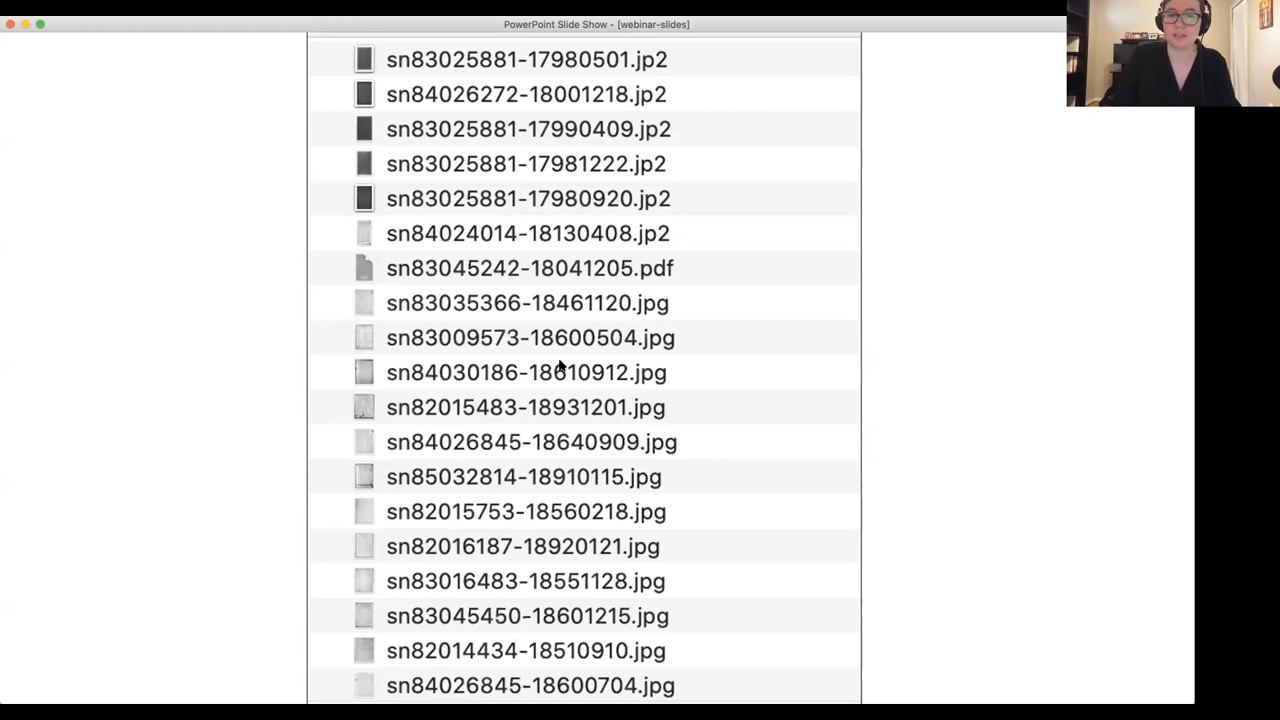 PowerPoint Slide Show - [webinar-slides]
sn83025881-17980501.jp2
sn84026272-18001218.jp2
sn83025881-17990409.jp2
sn83025881-17981222.jp2
sn83025881-17980920.jp2
sn84024014-18130408.jp2
sn83045242-18041205.pdf
sn83035366-18461120.jpg
sn83009573-18600504.jpg
sn84030186-18610912.jpg
sn82015483-18931201.jpg
sn84026845-18640909.jpg
sn85032814-18910115.jpg
sn82015753-18560218.jpg
sn82016187-18920121.jpg
sn83016483-18551128.jpg
sn83045450-18601215.jpg
sn82014434-18510910.jpg
sn84026845-18600704.jpg